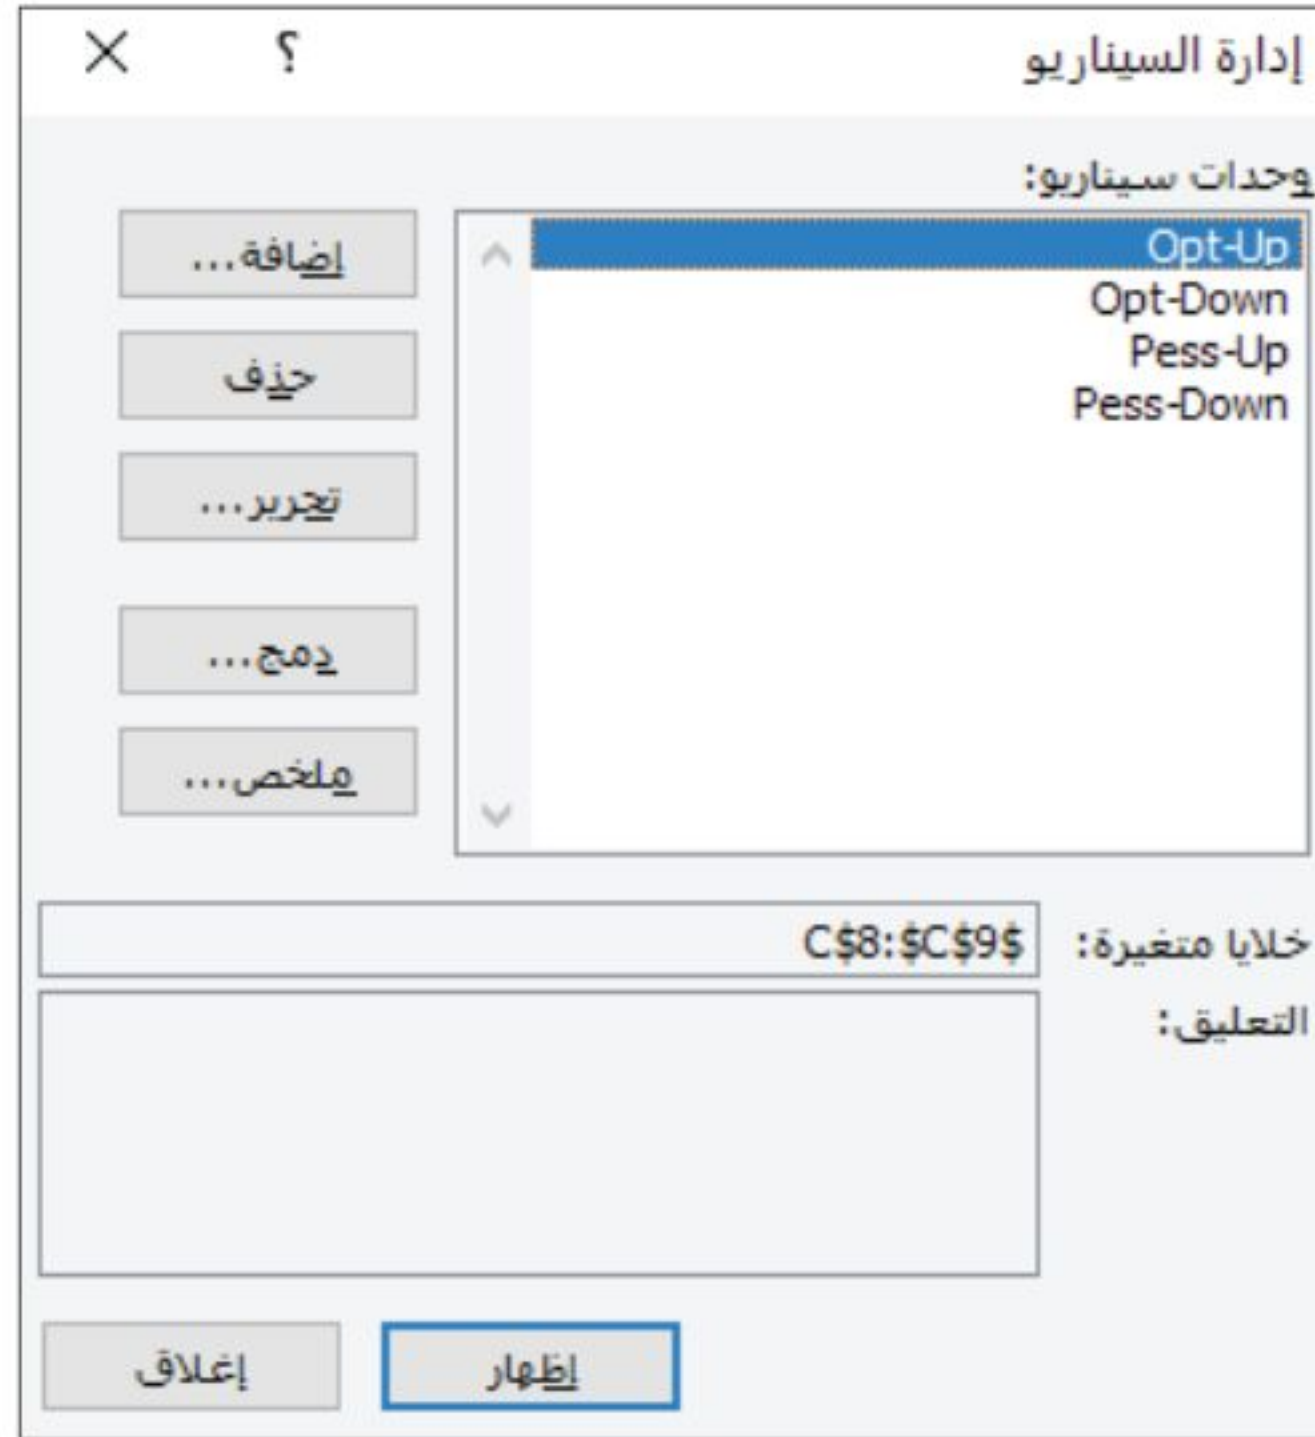 إدارة السيناريو
؟
وحدات سيناريو:
Opt-Up
Opt-Down
Pess-Up
Pess-Down
إضافة...
حذف
تحرير...
دمج...
ملخص...
خلايا متغيرة: C$8:$C$9$
التعليق:
إظهار
إغلاق